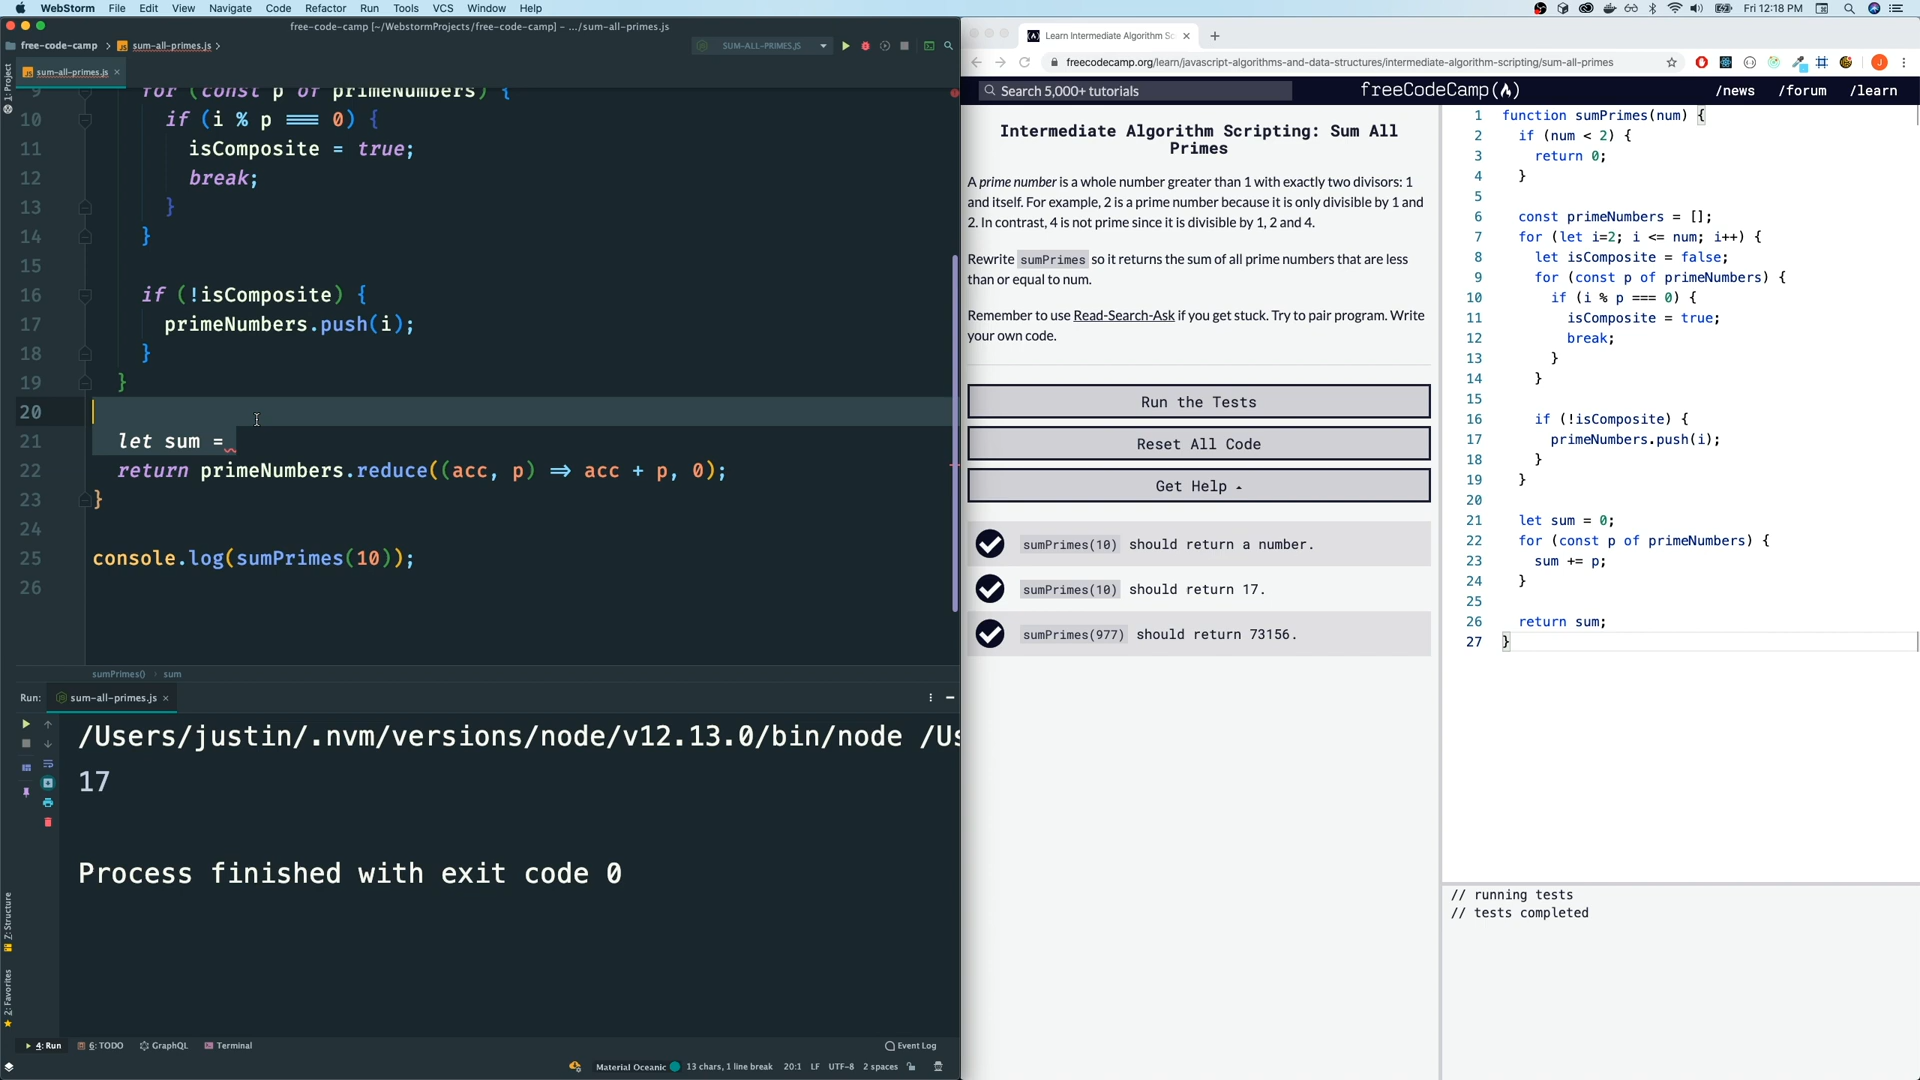 WebStorm File Edit View Navigate Code Refactor Run Tools VCS Window Help
Fri 12:18 PM
free-code-camp [~/WebstormProjects/free-code-camp] – .../sum-all-primes.js
free-code-camp sum-all-primes.js
SUM-ALL-PRIMES.JS
sum-all-primes.js
1: Project
9 for (const p of primeNumbers) {
10 if (i % p === 0) {
11 isComposite = true;
12 break;
13 }
14 }
15
16 if (!isComposite) {
17 primeNumbers.push(i);
18 }
19 }
20
21 let sum =
22 return primeNumbers.reduce((acc, p) => acc + p, 0);
23 }
24
25 console.log(sumPrimes(10));
26
sumPrimes() sum
Run: sum-all-primes.js
/Users/justin/.nvm/versions/node/v12.13.0/bin/node /Us
17
Process finished with exit code 0
Z: Structure
2: Favorites
4: Run 6: TODO GraphQL Terminal
Event Log
Material Oceanic 13 chars, 1 line break 20:1 LF UTF-8 2 spaces
Learn Intermediate Algorithm Sc
freecodecamp.org/learn/javascript-algorithms-and-data-structures/intermediate-algorithm-scripting/sum-all-primes
J
Search 5,000+ tutorials
freeCodeCamp
/news /forum /learn
Intermediate Algorithm Scripting: Sum All
Primes
A prime number is a whole number greater than 1 with exactly two divisors: 1
and itself. For example, 2 is a prime number because it is only divisible by 1 and
2. In contrast, 4 is not prime since it is divisible by 1, 2 and 4.
Rewrite sumPrimes so it returns the sum of all prime numbers that are less
than or equal to num.
Remember to use Read-Search-Ask if you get stuck. Try to pair program. Write
your own code.
Run the Tests
Reset All Code
Get Help
sumPrimes(10) should return a number.
sumPrimes(10) should return 17.
sumPrimes(977) should return 73156.
1 function sumPrimes(num) {
2 if (num < 2) {
3 return 0;
4 }
5
6 const primeNumbers = [];
7 for (let i=2; i <= num; i++) {
8 let isComposite = false;
9 for (const p of primeNumbers) {
10 if (i % p === 0) {
11 isComposite = true;
12 break;
13 }
14 }
15
16 if (!isComposite) {
17 primeNumbers.push(i);
18 }
19 }
20
21 let sum = 0;
22 for (const p of primeNumbers) {
23 sum += p;
24 }
25
26 return sum;
27 }
// running tests
// tests completed